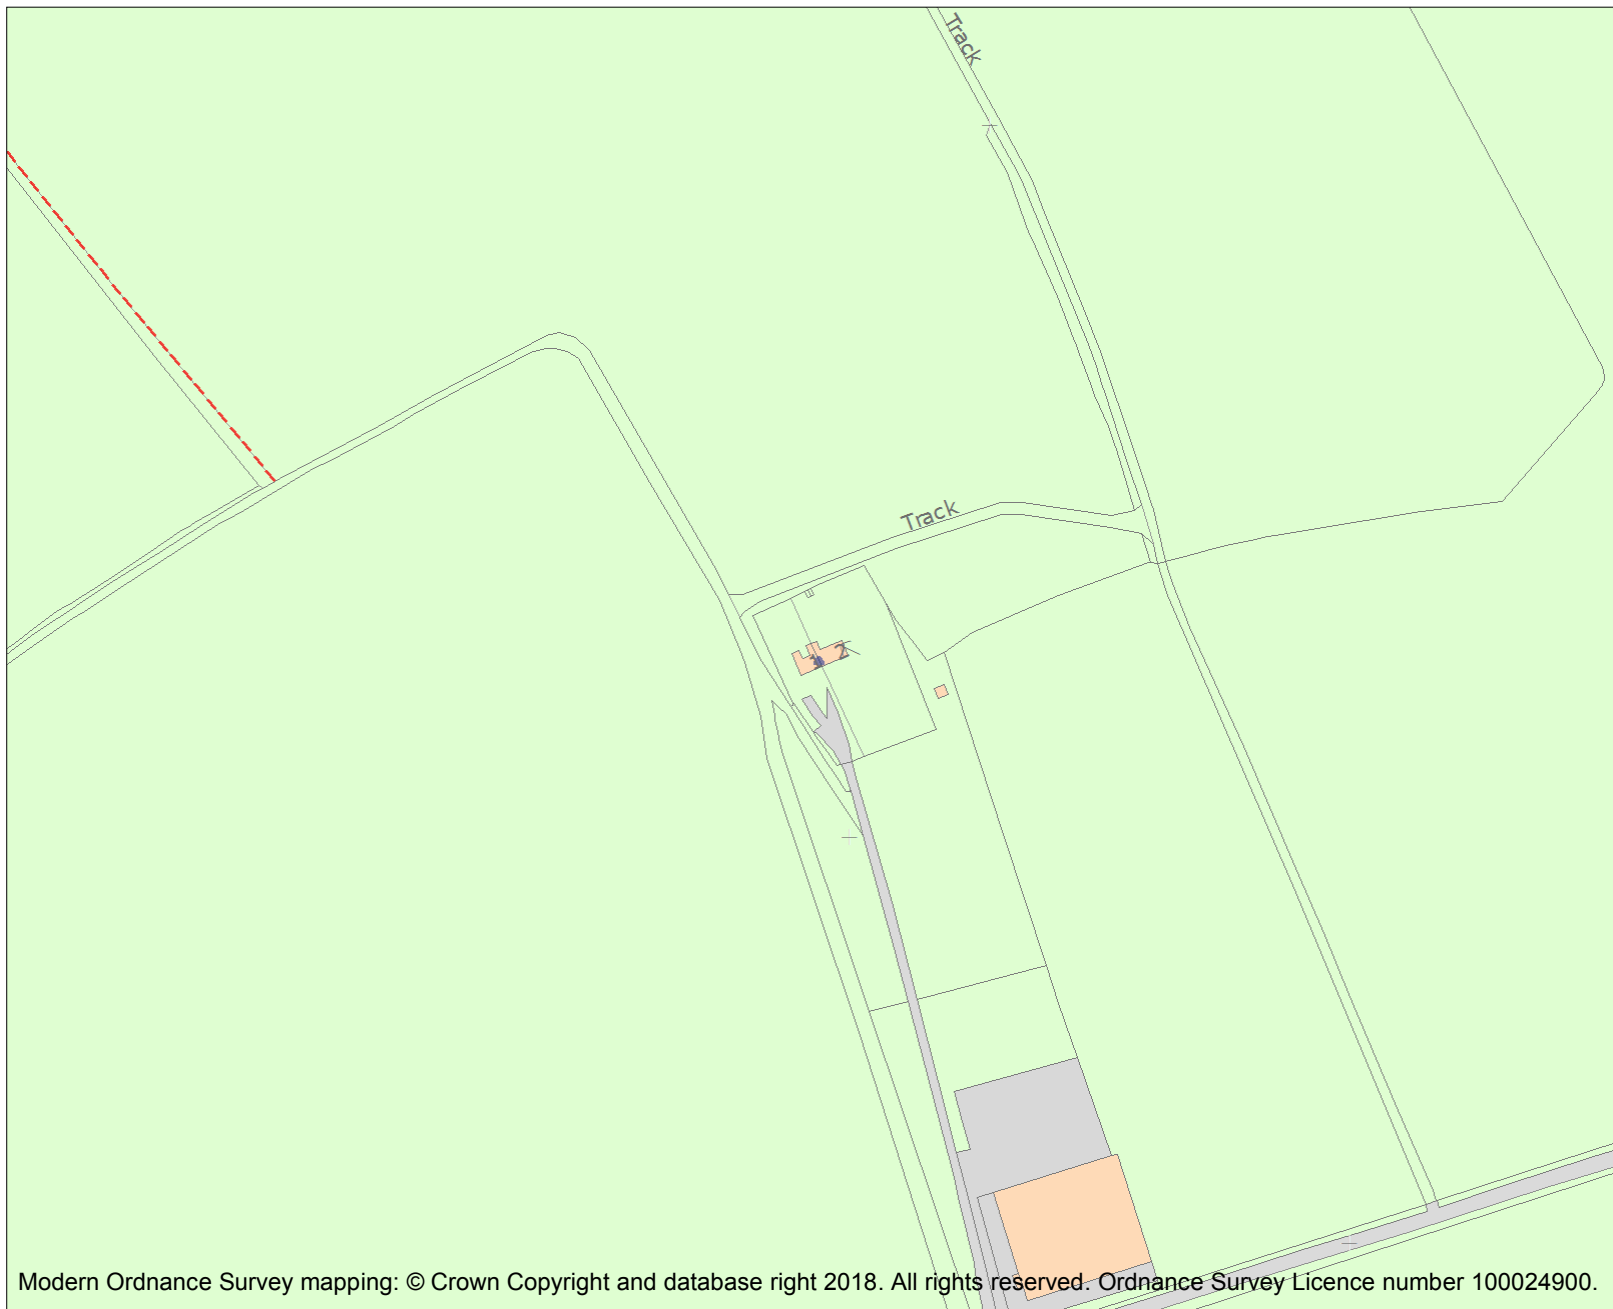 Track
Track
2
Modern Ordnance Survey mapping: © Crown Copyright and database right 2018. All rights reserved. Ordnance Survey Licence number 100024900.